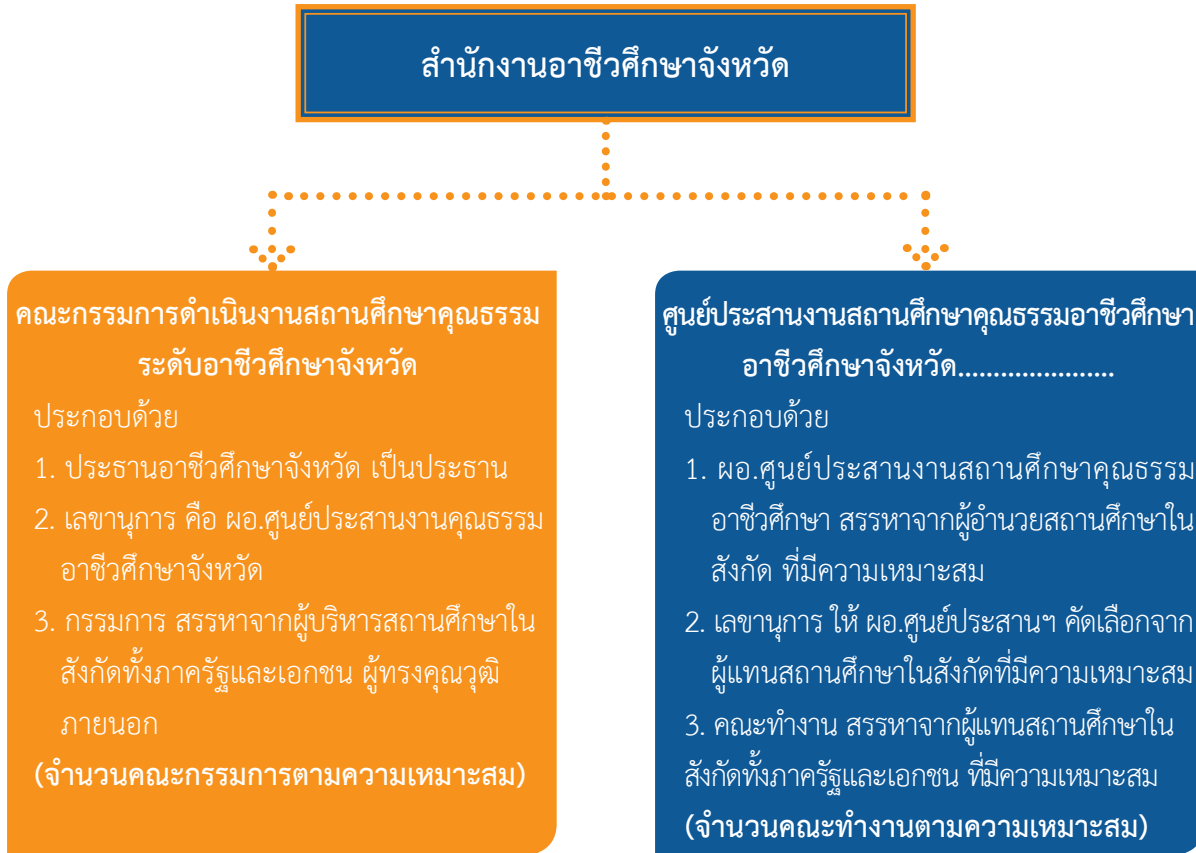 สำนักงานอาชีวศึกษาจังหวัด
คณะกรรมการดำเนินงานสถานศึกษาคุณธรรม
ระดับอาชีวศึกษาจังหวัด
ประกอบด้วย
1. ประธานอาชีวศึกษาจังหวัด เป็นประธาน
2. เลขานุการ คือ ผอ.ศูนย์ประสานงานคุณธรรม
อาชีวศึกษาจังหวัด
3. กรรมการ สรรหาจากผู้บริหารสถานศึกษาใน
สังกัดทั้งภาครัฐและเอกชน ผู้ทรงคุณวุฒิ
ภายนอก
(จำนวนคณะกรรมการตามความเหมาะสม)
ศูนย์ประสานงานสถานศึกษาคุณธรรมอาชีวศึกษา
อาชีวศึกษาจังหวัด......................
ประกอบด้วย
1. ผอ.ศูนย์ประสานงานสถานศึกษาคุณธรรม
อาชีวศึกษา สรรหาจากผู้อำนวยสถานศึกษาใน
สังกัด ที่มีความเหมาะสม
2. เลขานุการ ให้ ผอ.ศูนย์ประสานฯ คัดเลือกจาก
ผู้แทนสถานศึกษาในสังกัดที่มีความเหมาะสม
3. คณะทำงาน สรรหาจากผู้แทนสถานศึกษาใน
สังกัดทั้งภาครัฐและเอกชน ที่มีความเหมาะสม
(จำนวนคณะทำงานตามความเหมาะสม)